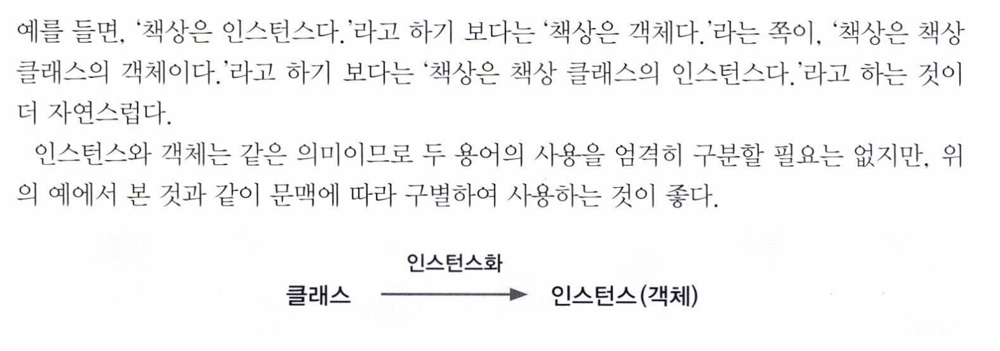 예를 들면, ‘책상은 인스턴스다.’라고 하기 보다는 ‘책상은 객체다.’라는 쪽이, ‘책상은 책상
클래스의 객체이다.’라고 하기 보다는 ‘책상은 책상 클래스의 인스턴스다.’라고 하는 것이
더 자연스럽다.
인스턴스와 객체는 같은 의미이므로 두 용어의 사용을 엄격히 구분할 필요는 없지만, 위
의 예에서 본 것과 같이 문맥에 따라 구별하여 사용하는 것이 좋다.
인스턴스화
클래스 인스턴스(객체)